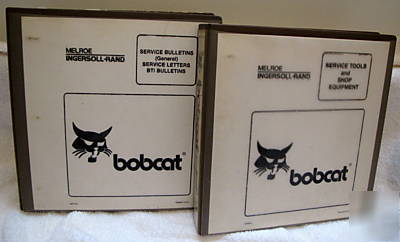 MELROE
INGERSOLL-RAND
SERVICE BULLETINS
(General)
SERVICE LETTERS
BTI BULLETINS
bobcat®
MELROE
INGERSOLL-RAND
SERVICE TOOLS
and
SHOP
EQUIPMENT
bobcat®